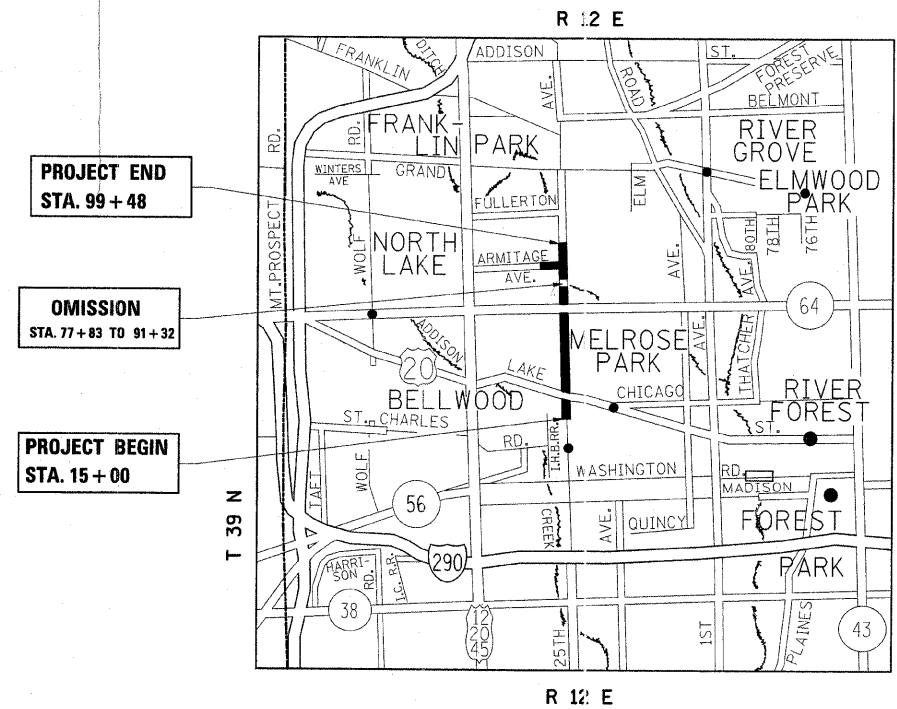 R 12 E
FRANKLIN
DITCH
ADDISON
ST.
FOREST
PRESERVE
AVE.
ROAD
BELMONT
RD.
RD.
FRANK-
LIN PARK
RIVER
GROVE
PROJECT END
STA. 99+48
WINTERS
AVE
GRAND
ELM
ELMWOOD
PARK
FULLERTON
MT.PROSPECT
WOLF
NORTH
LAKE
ARMITAGE
AVE.
AVE.
80TH
78TH
76TH
AVE.
OMISSION
STA. 77+83 TO 91+32
64
ADDISON
MELROSE
PARK
AVE.
THATCHER
20
LAKE
BELLWOOD
CHICAGO
RIVER
FOREST
ST. CHARLES
ST.
PROJECT BEGIN
STA. 15+00
RD.
I.H.B.RR.
WASHINGTON
RD.
MADISON
TAFT
WOLF
56
CREEK
AVE.
QUINCY
FOREST
PARK
T 39 N
290
HARRI-
SON
RD.
I.C. R.R.
38
12
20
45
25TH
1ST
PLAINES
43
R 12 E